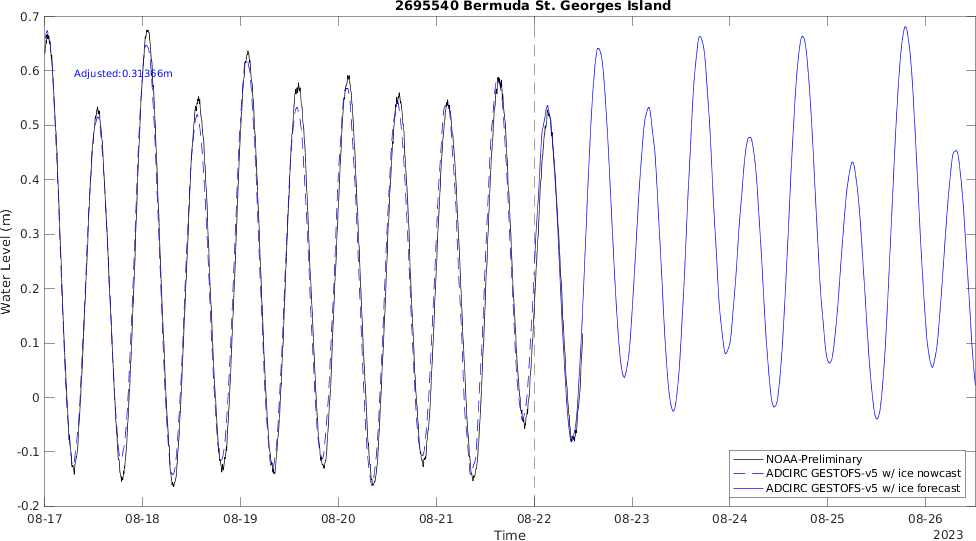 2695540 Bermuda St. Georges Island
0.7
0.6
0.5
0.4
0.3
0.2
0.1
0
-0.1
-0.2
Water Level (m)
Adjusted:0.31366m
NOAA-Preliminary
ADCIRC GESTOFS-v5 w/ ice nowcast
ADCIRC GESTOFS-v5 w/ ice forecast
08-17 08-18 08-19 08-20 08-21 08-22 08-23 08-24 08-25 08-26
Time
2023